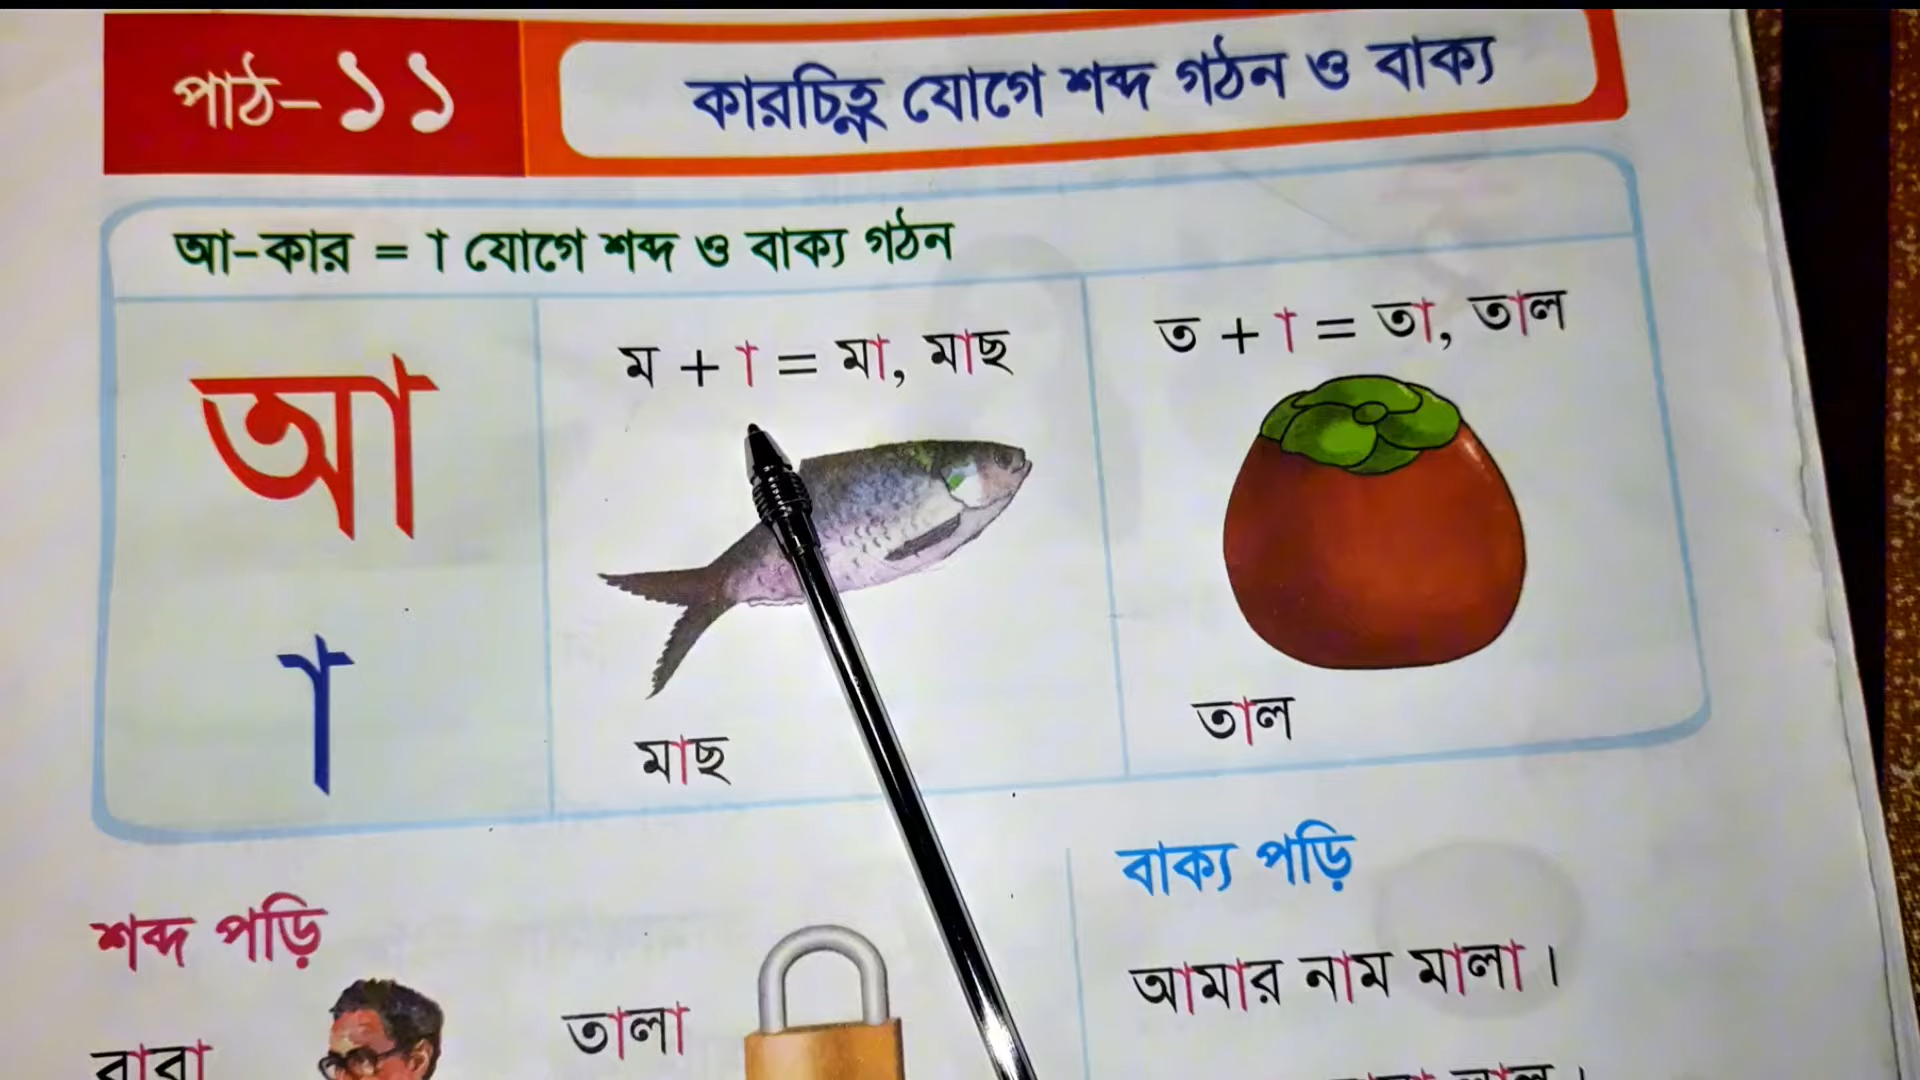 পাঠ-১১
কারচিহ্ন যোগে শব্দ গঠন ও বাক্য
আ-কার = া যোগে শব্দ ও বাক্য গঠন
আ
া
ম + া = মা, মাছ
মাছ
ত + া = তা, তাল
তাল
শব্দ পড়ি
বাবা
তালা
বাক্য পড়ি
আমার নাম মালা।